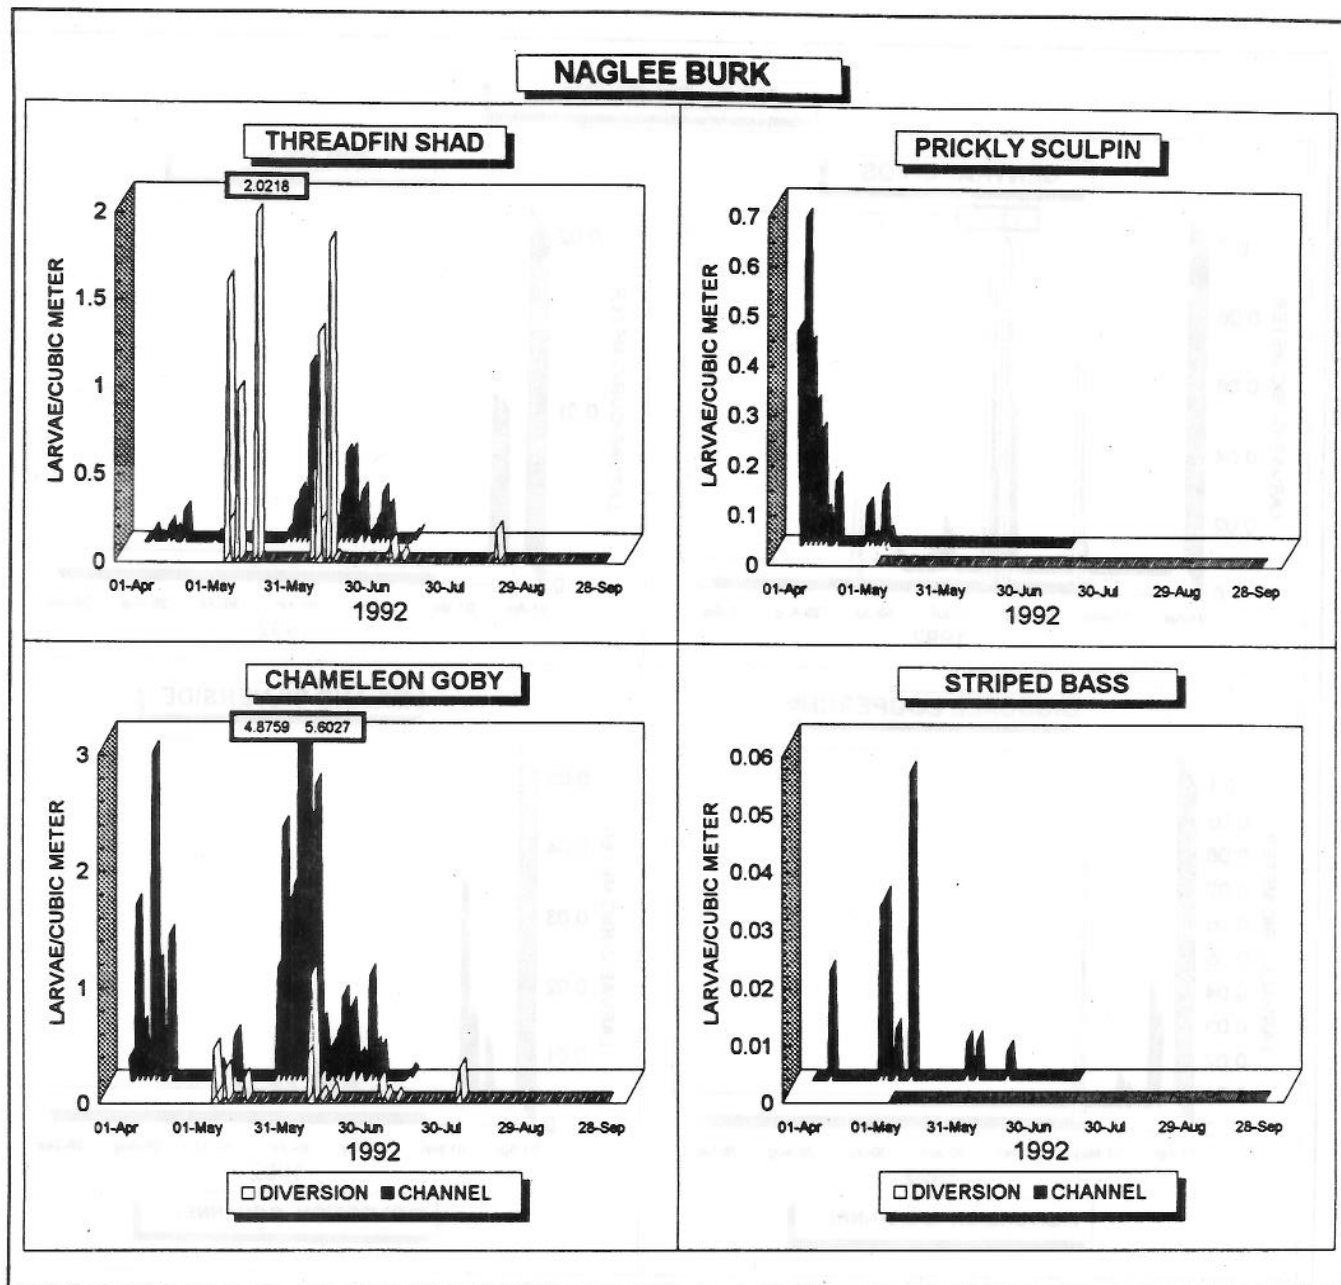 NAGLEE BURK
THREADFIN SHAD
2.0218
LARVAE/CUBIC METER
2
1.5
1
0.5
0
01-Apr 01-May 31-May 30-Jun 30-Jul 29-Aug 28-Sep
1992
PRICKLY SCULPIN
LARVAE/CUBIC METER
0.7
0.6
0.5
0.4
0.3
0.2
0.1
0
01-Apr 01-May 31-May 30-Jun 30-Jul 29-Aug 28-Sep
1992
CHAMELEON GOBY
4.8759 5.6027
LARVAE/CUBIC METER
3
2
1
0
01-Apr 01-May 31-May 30-Jun 30-Jul 29-Aug 28-Sep
1992
DIVERSION CHANNEL
STRIPED BASS
LARVAE/CUBIC METER
0.06
0.05
0.04
0.03
0.02
0.01
0
01-Apr 01-May 31-May 30-Jun 30-Jul 29-Aug 28-Sep
1992
DIVERSION CHANNEL